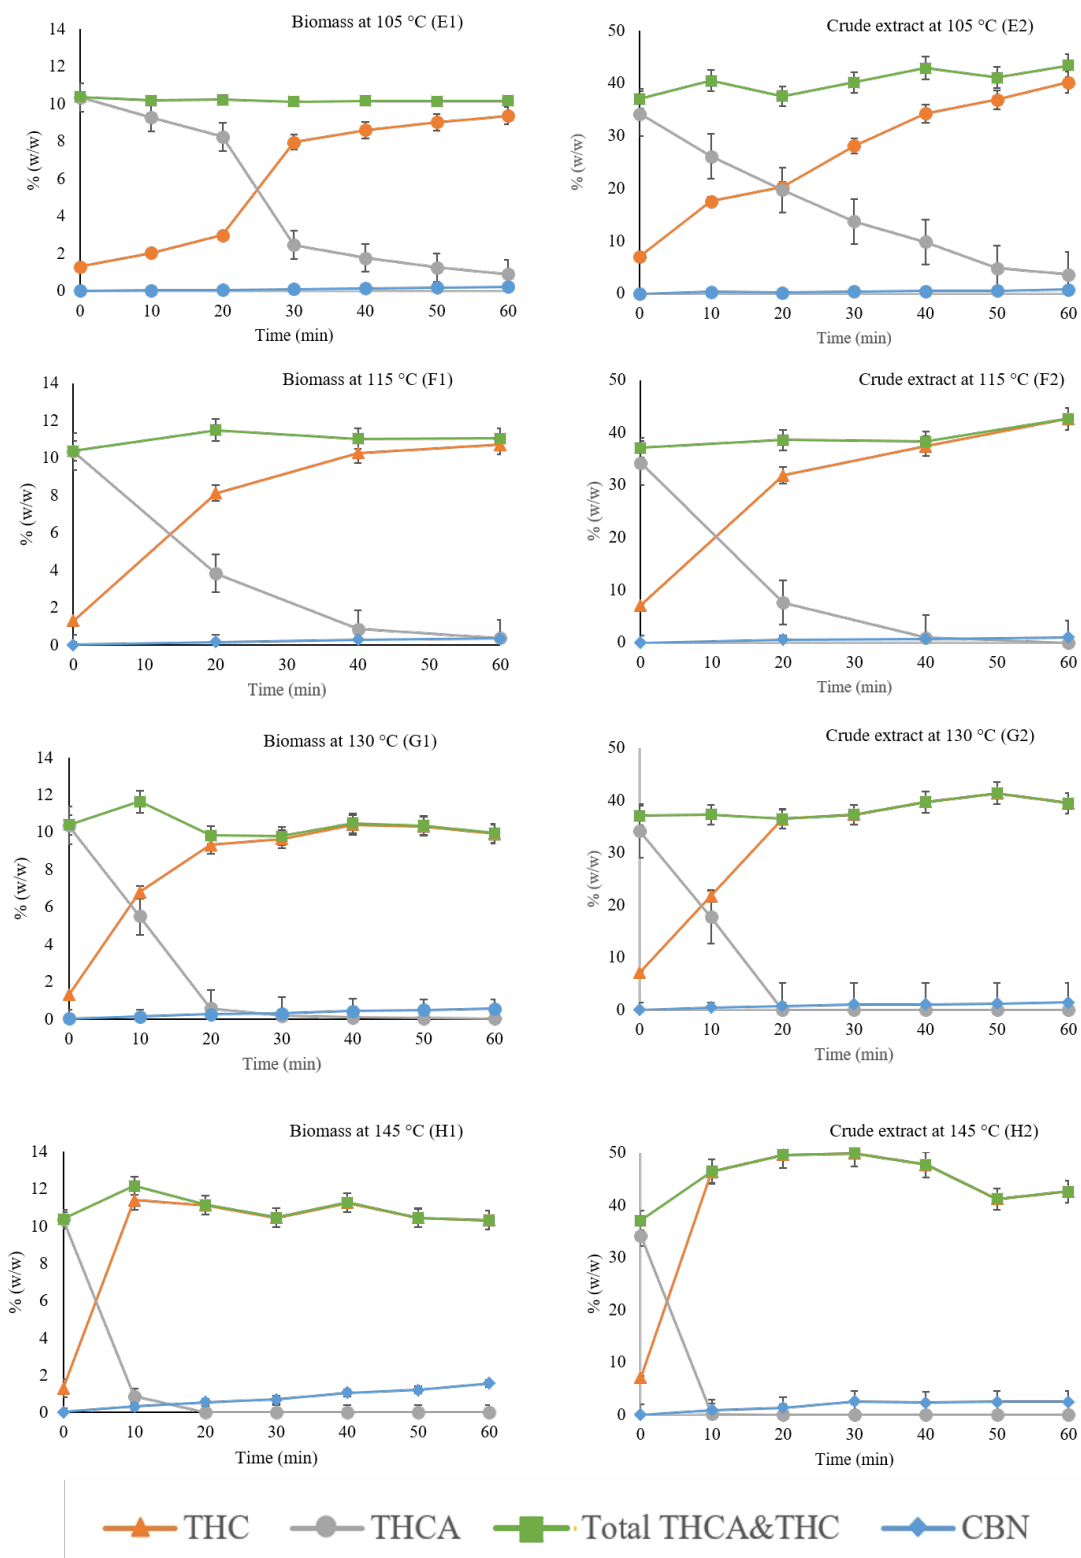 Biomass at 105 °C (E1)
14
12
10
8
6
4
2
0
% (w/w)
0 10 20 30 40 50 60
Time (min)
Crude extract at 105 °C (E2)
50
40
30
20
10
0
% (w/w)
0 10 20 30 40 50 60
Time (min)
Biomass at 115 °C (F1)
14
12
10
8
6
4
2
0
% (w/w)
0 10 20 30 40 50 60
Time (min)
Crude extract at 115 °C (F2)
50
40
30
20
10
0
% (w/w)
0 10 20 30 40 50 60
Time (min)
Biomass at 130 °C (G1)
14
12
10
8
6
4
2
0
% (w/w)
0 10 20 30 40 50 60
Time (min)
Crude extract at 130 °C (G2)
50
40
30
20
10
0
% (w/w)
0 10 20 30 40 50 60
Time (min)
Biomass at 145 °C (H1)
14
12
10
8
6
4
2
0
% (w/w)
0 10 20 30 40 50 60
Time (min)
Crude extract at 145 °C (H2)
50
40
30
20
10
0
% (w/w)
0 10 20 30 40 50 60
Time (min)
THC THCA Total THCA&THC CBN